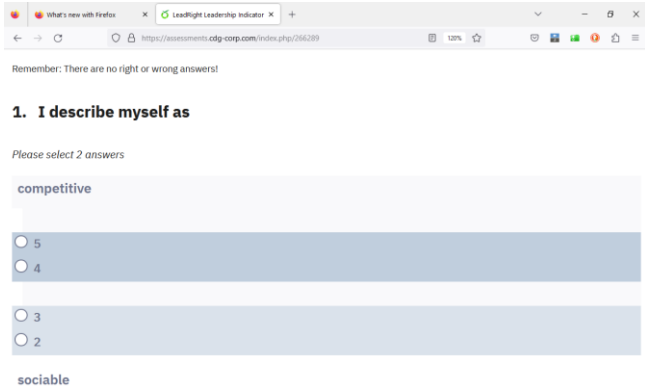 What's new with Firefox
LeadRight Leadership Indicator
https://assessments.cdg-corp.com/index.php/266289
120%
Remember: There are no right or wrong answers!
1. I describe myself as
Please select 2 answers
competitive
5
4
3
2
sociable